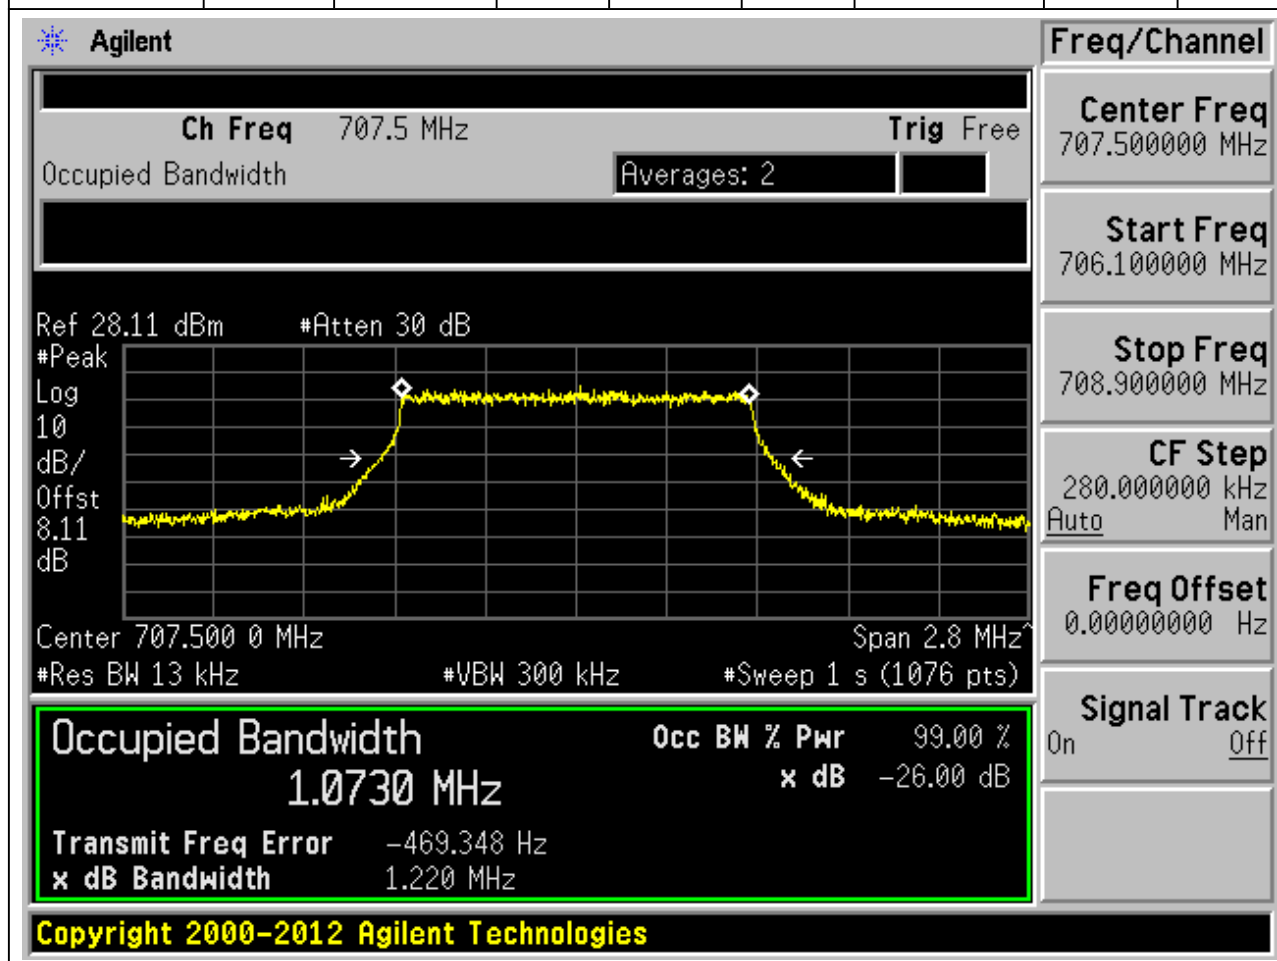 Agilent
Freq/Channel
Ch Freq 707.5 MHz Trig Free
Occupied Bandwidth Averages: 2
Center Freq
707.500000 MHz
Start Freq
706.100000 MHz
Stop Freq
708.900000 MHz
CF Step
280.000000 kHz
Auto Man
Freq Offset
0.00000000 Hz
Signal Track
On Off
Ref 28.11 dBm #Atten 30 dB
#Peak
Log
10
dB/
Offst
8.11
dB
Center 707.500 0 MHz Span 2.8 MHz^
#Res BW 13 kHz #VBW 300 kHz #Sweep 1 s (1076 pts)
Occupied Bandwidth Occ BW % Pwr 99.00 %
1.0730 MHz x dB -26.00 dB
Transmit Freq Error -469.348 Hz
x dB Bandwidth 1.220 MHz
Copyright 2000-2012 Agilent Technologies